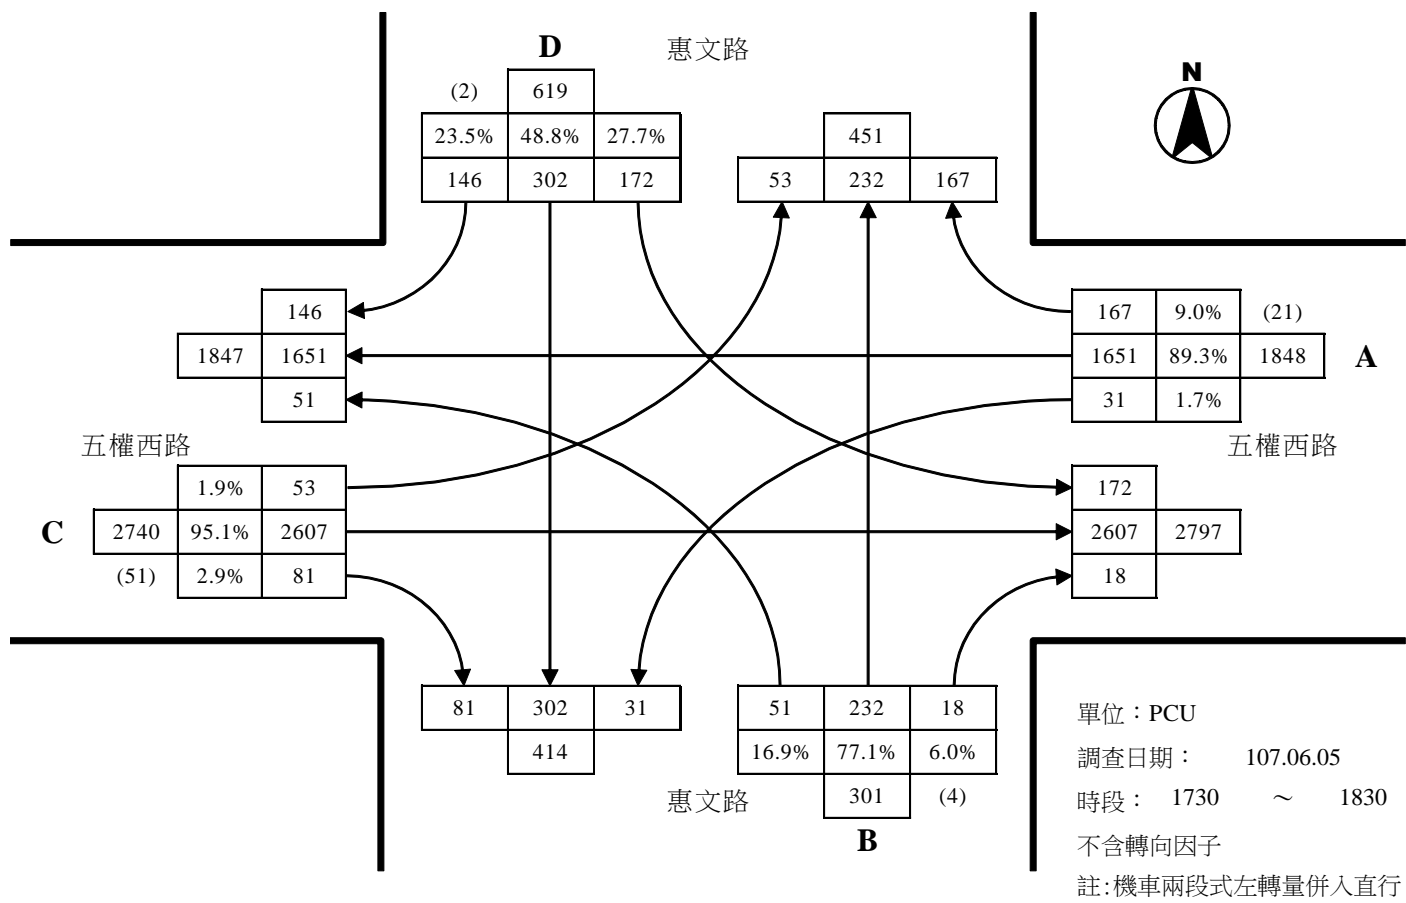 D 惠文路
N
(2) 619
23.5% 48.8% 27.7% 451
146 302 172 53 232 167
146 167 9.0% (21)
1847 1651 1651 89.3% 1848 A
51 31 1.7%
五權西路 五權西路
1.9% 53 172
C 2740 95.1% 2607 2607 2797
(51) 2.9% 81 18
81 302 31 51 232 18
414 16.9% 77.1% 6.0%
惠文路 301 (4)
B
單位：PCU
調查日期： 107.06.05
時段： 1730 ～ 1830
不含轉向因子
註:機車兩段式左轉量併入直行